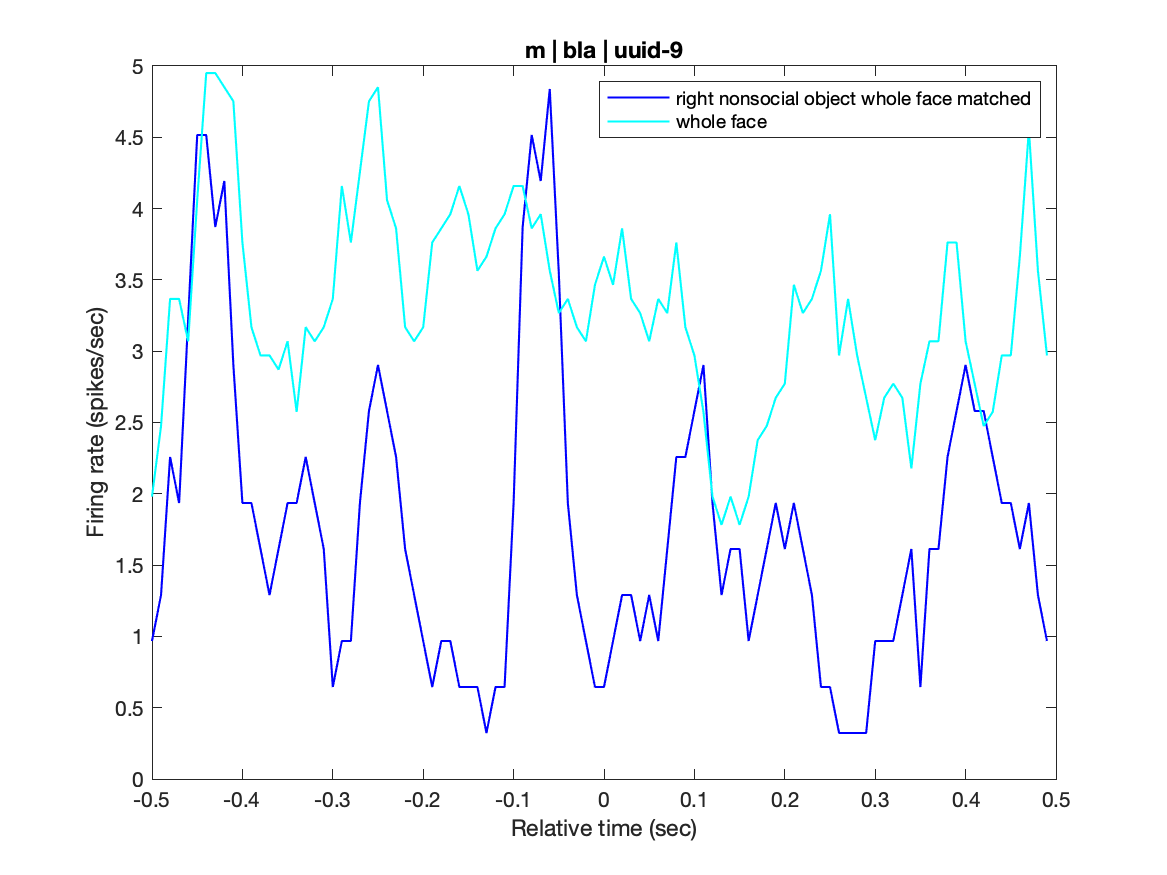 m | bla | uuid-9
right nonsocial object whole face matched
whole face
Firing rate (spikes/sec)
5
4.5
4
3.5
3
2.5
2
1.5
1
0.5
0
-0.5 -0.4 -0.3 -0.2 -0.1 0 0.1 0.2 0.3 0.4 0.5
Relative time (sec)